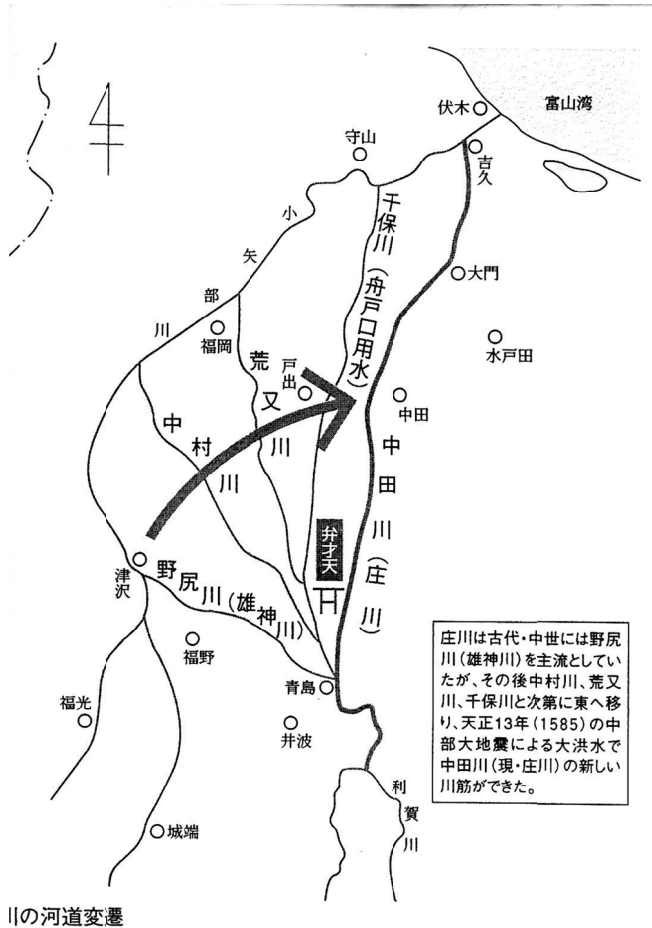 富山湾
伏木
吉久
守山
小矢部川
千保川(舟戸口用水)
大門
水戸田
福岡
荒又川
戸出
中田
中村川
中田川(庄川)
弁才天
津沢
野尻川(雄神川)
福野
青島
福光
井波
利賀川
城端
庄川は古代・中世には野尻
川(雄神川)を主流としてい
たが、その後中村川、荒又
川、千保川と次第に東へ移
り、天正13年(1585)の中
部大地震による大洪水で
中田川(現・庄川)の新しい
川筋ができた。
川の河道変遷